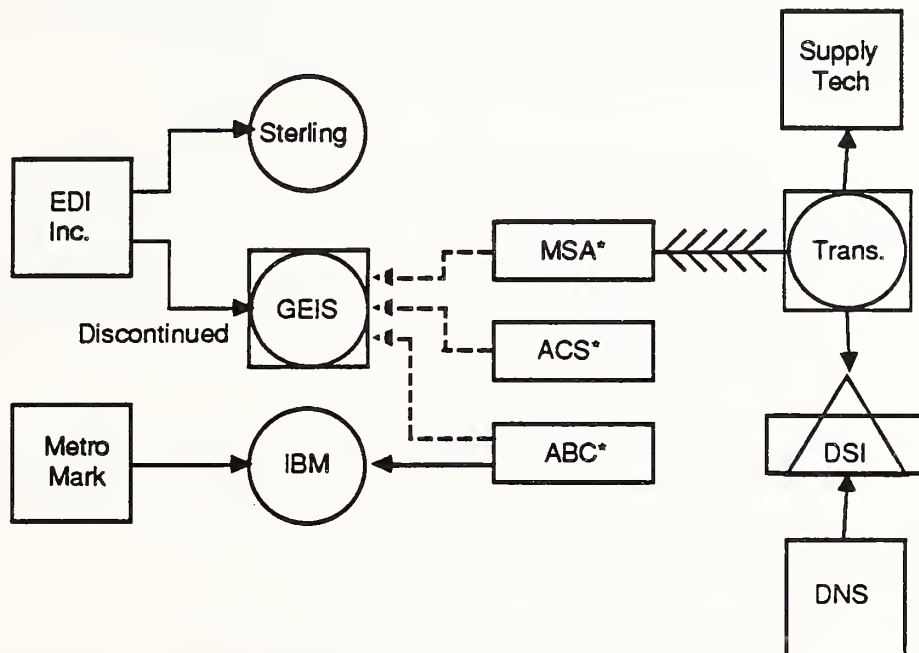 Supply
Tech
Sterling
EDI
Inc.
MSA*
Trans.
GEIS
Discontinued
ACS*
Metro
Mark
IBM
ABC*
DSI
DNS